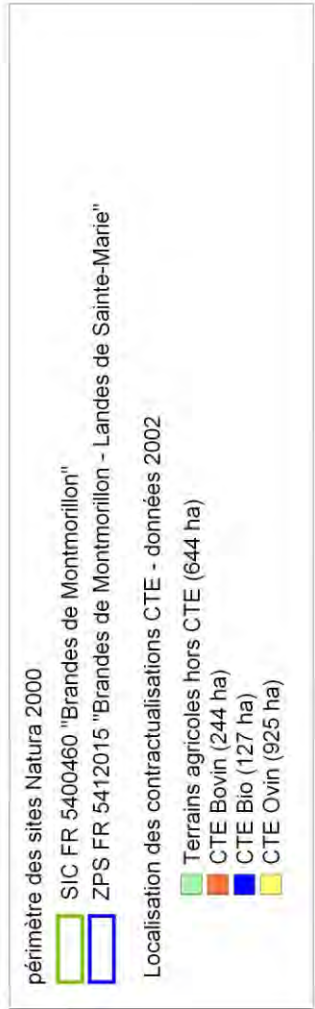 périmètre des sites Natura 2000
SIC FR 5400460 "Brandes de Montmorillon"
ZPS FR 5412015 "Brandes de Montmorillon - Landes de Sainte-Marie"
Localisation des contractualisations CTE - données 2002
Terrains agricoles hors CTE (644 ha)
CTE Bovin (244 ha)
CTE Bio (127 ha)
CTE Ovin (925 ha)